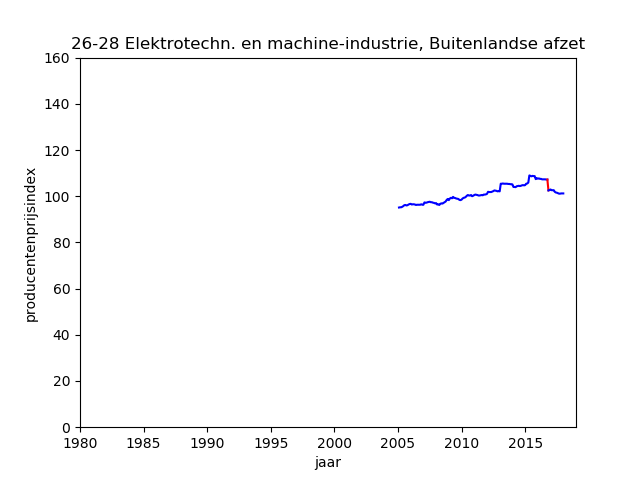 26-28 Elektrotechn. en machine-industrie, Buitenlandse afzet
160
140
120
100
80
60
40
20
0
producentenprijsindex
1980 1985 1990 1995 2000 2005 2010 2015
jaar